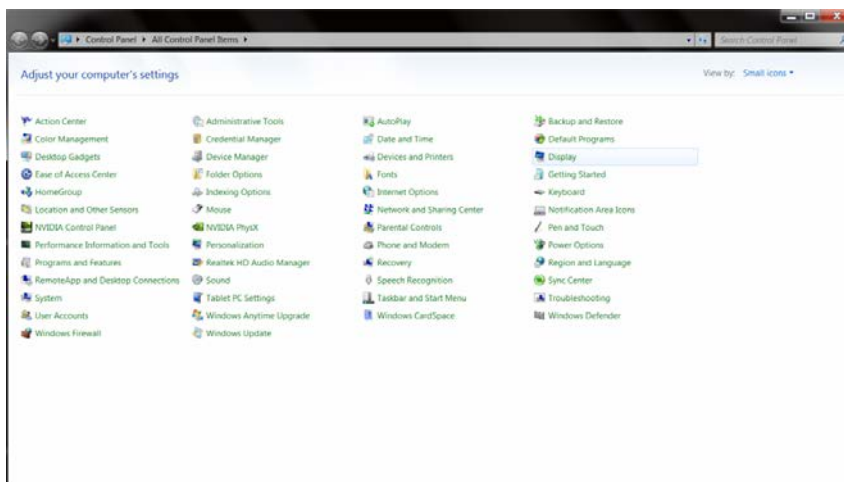 Control Panel All Control Panel Items
Search Control Panel
Adjust your computer's settings
View by: Small icons
Action Center
Administrative Tools
AutoPlay
Backup and Restore
Color Management
Credential Manager
Date and Time
Default Programs
Desktop Gadgets
Device Manager
Devices and Printers
Display
Ease of Access Center
Folder Options
Fonts
Getting Started
HomeGroup
Indexing Options
Internet Options
Keyboard
Location and Other Sensors
Mouse
Network and Sharing Center
Notification Area Icons
NVIDIA Control Panel
NVIDIA PhysX
Parental Controls
Pen and Touch
Performance Information and Tools
Personalization
Phone and Modem
Power Options
Programs and Features
Realtek HD Audio Manager
Recovery
Region and Language
RemoteApp and Desktop Connections
Sound
Speech Recognition
Sync Center
System
Tablet PC Settings
Taskbar and Start Menu
Troubleshooting
User Accounts
Windows Anytime Upgrade
Windows CardSpace
Windows Defender
Windows Firewall
Windows Update